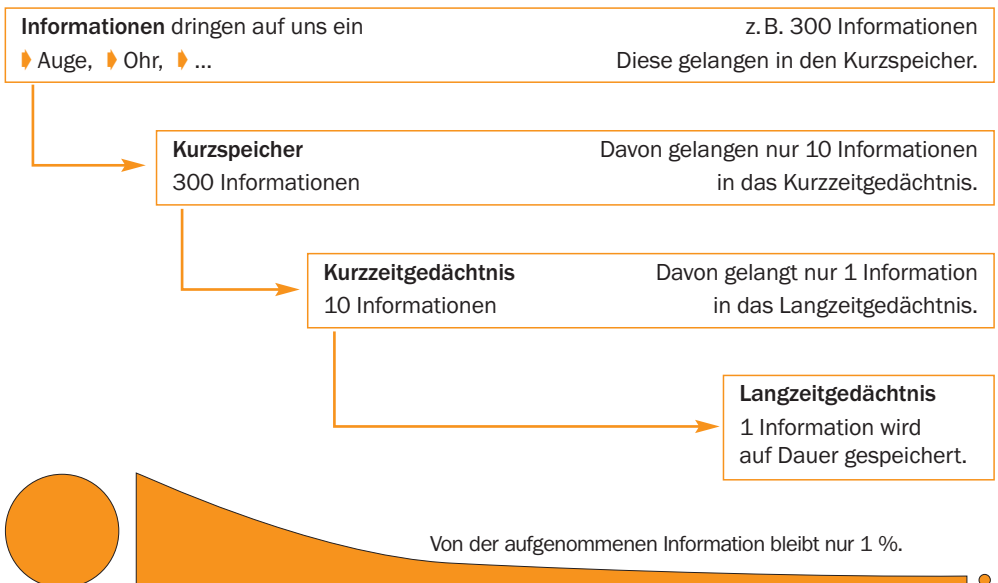 Informationen dringen auf uns ein
z. B. 300 Informationen
Auge, Ohr, ...
Diese gelangen in den Kurzspeicher.
Kurzspeicher
Davon gelangen nur 10 Informationen
300 Informationen
in das Kurzzeitgedächtnis.
Kurzzeitgedächtnis
Davon gelangt nur 1 Information
10 Informationen
in das Langzeitgedächtnis.
Langzeitgedächtnis
1 Information wird
auf Dauer gespeichert.
Von der aufgenommenen Information bleibt nur 1 %.